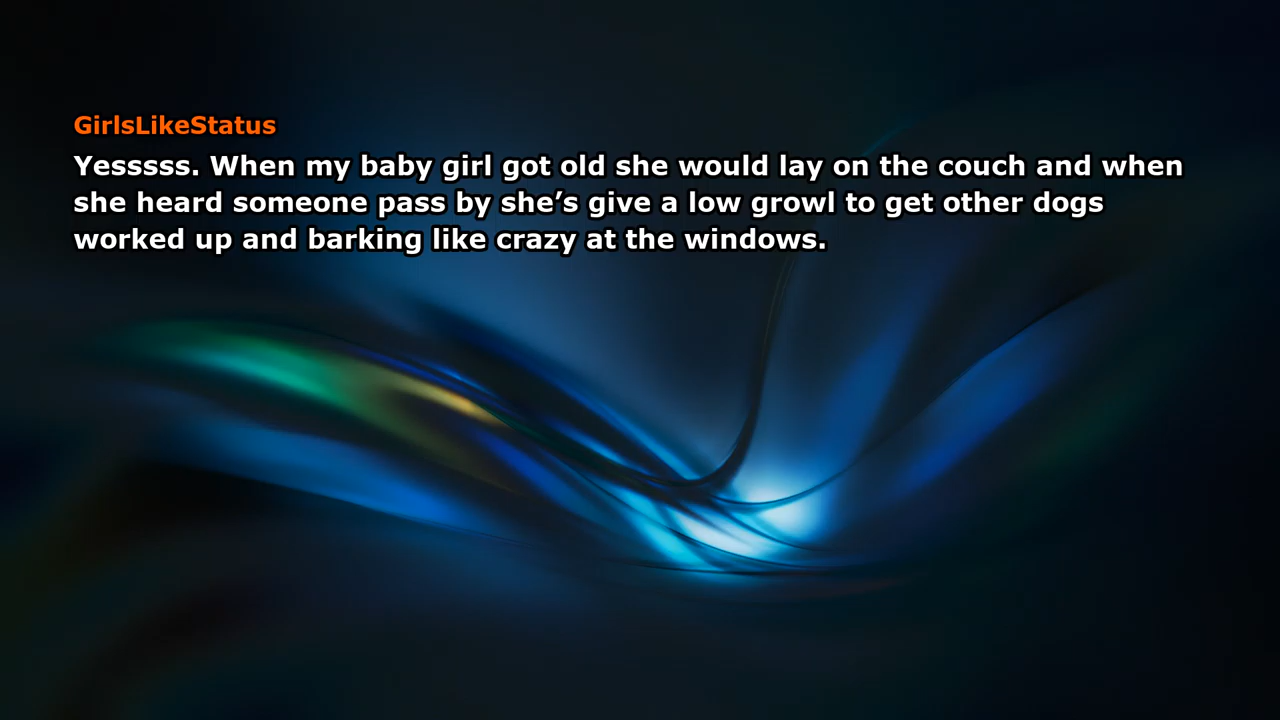 GirlsLikeStatus
Yesssss. When my baby girl got old she would lay on the couch and when
she heard someone pass by she’s give a low growl to get other dogs
worked up and barking like crazy at the windows.